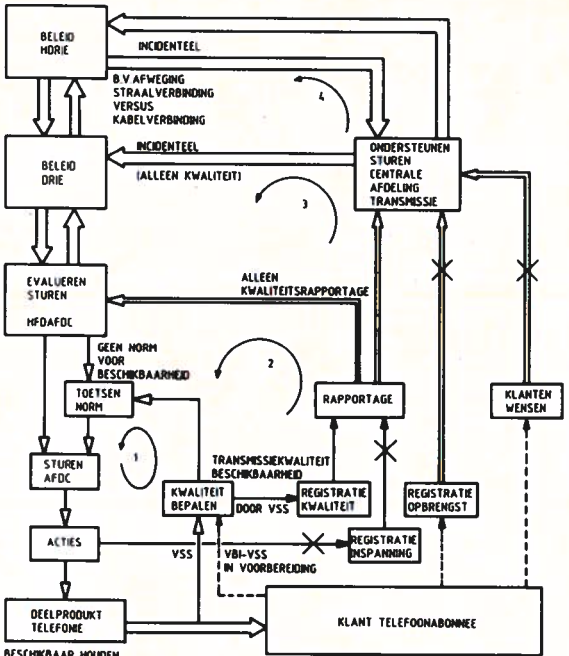 BELEID
HDRIE
INCIDENTEEL
B.V AFWEGING
STRAALVERBINDING
VERSUS
KABELVERBINDING
4
BELEID
DRIE
INCIDENTEEL
(ALLEEN KWALITEIT)
ONDERSTEUNEN
STUREN
CENTRALE
AFDELING
TRANSMISSIE
3
EVALUEREN
STUREN
HFDAFDC
ALLEEN
KWALITEITSRAPPORTAGE
GEEN NORM
VOOR
BESCHIKBAARHEID
2
TOETSEN
NORM
RAPPORTAGE
KLANTEN
WENSEN
1
STUREN
AFDC
TRANSMISSIEKWALITEIT
BESCHIKBAARHEID
KWALITEIT
BEPALEN
DOOR VSS
REGISTRATIE
KWALITEIT
REGISTRATIE
OPBRENGST
ACTIES
VSS
VBI-VSS
IN VOORBEREIDING
REGISTRATIE
INSPANNING
DEELPRODUKT
TELEFONIE
KLANT TELEFOONABONNEE
BESCHIKBAAR HOUDEN